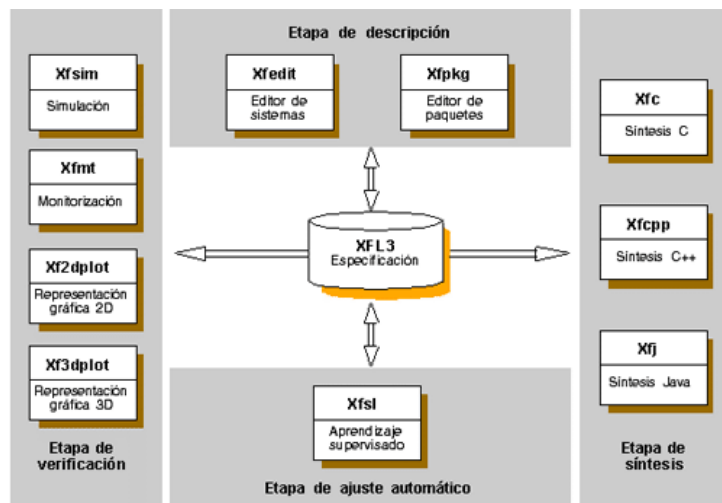 Etapa de descripción
Xfedit
Editor de
sistemas
Xfpkg
Editor de
paquetes
Xfsim
Simulación
Xfmt
Monitorización
Xf2dplot
Representación
gráfica 2D
Xf3dplot
Representación
gráfica 3D
Etapa de
verificación
XFL3
Especificación
Xfsl
Aprendizaje
supervisado
Etapa de ajuste automático
Xfc
Síntesis C
Xfcpp
Síntesis C++
Xfj
Síntesis Java
Etapa de
síntesis